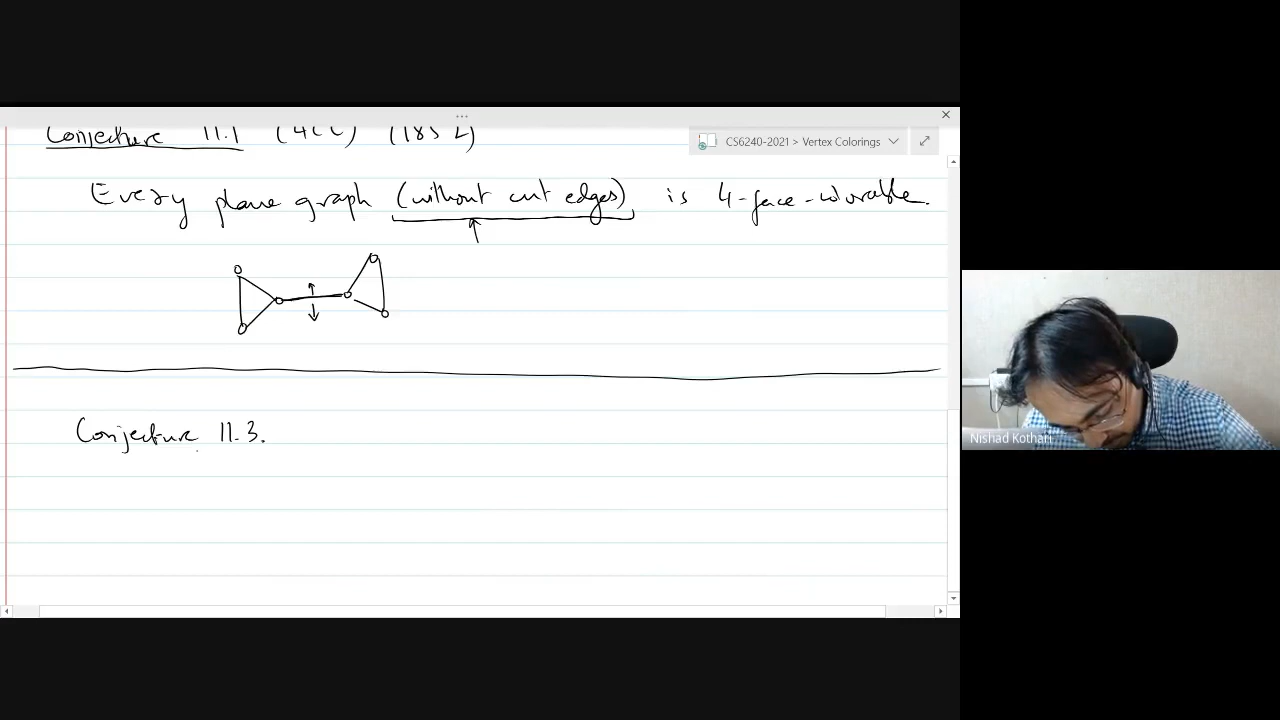 Conjecture 11.1 (4CC) (1852)
CS6240-2021 > Vertex Colorings
Every plane graph (without cut edges) is 4-face-colorable.
Conjecture 11.3.
Nishad Kothari